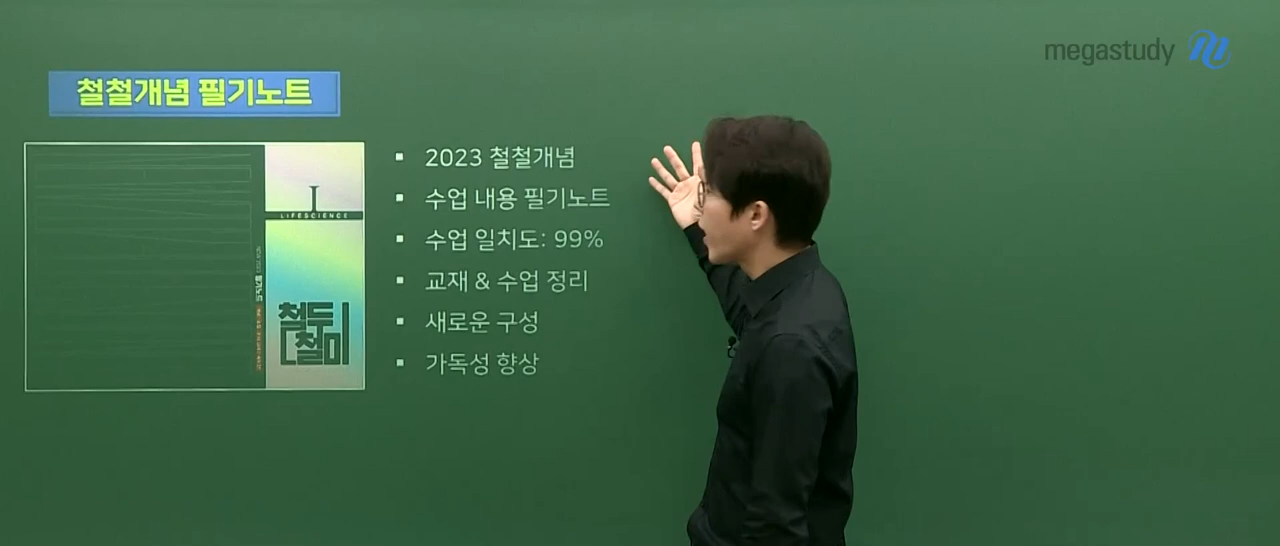 megastudy
철철개념 필기노트
I
LIFESCIENCE
철두
철미
2023 철철개념
수업 내용 필기노트
수업 일치도: 99%
교재 & 수업 정리
새로운 구성
가독성 향상